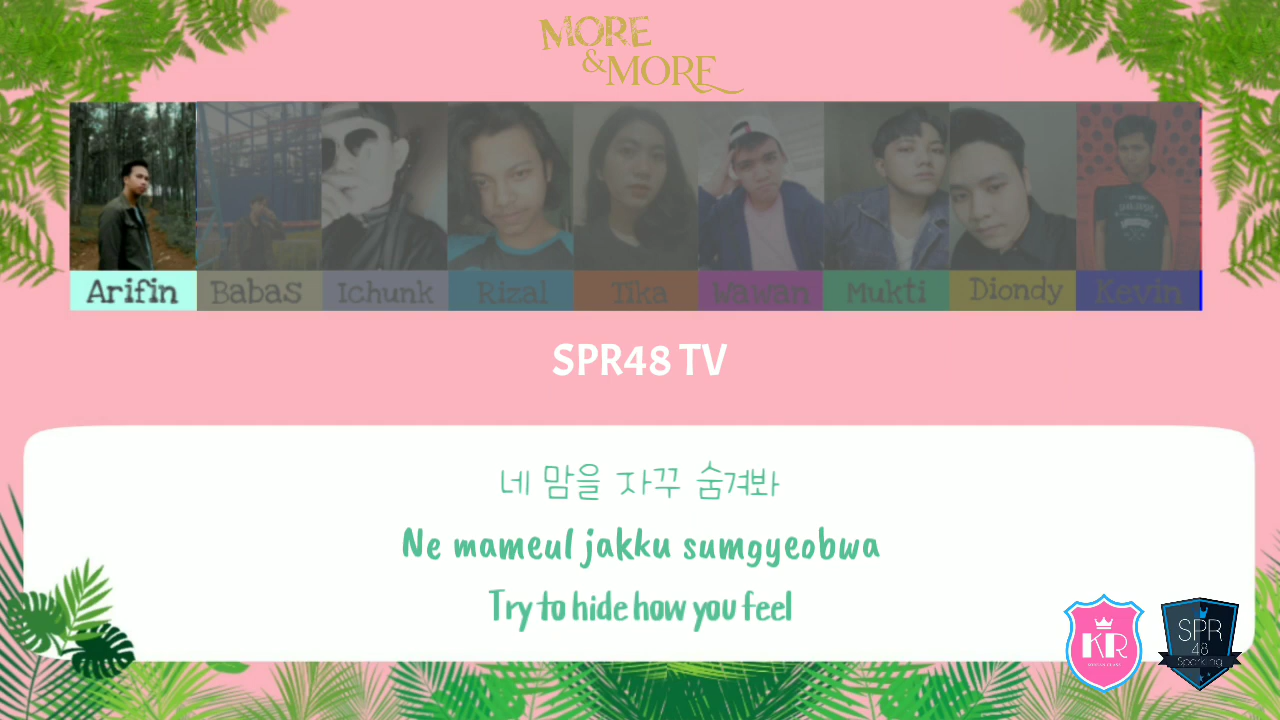 MORE
&MORE
Arifin Babas Ichunk Rizal Tika Wawan Mukti Diondy Kevin
SPR48 TV
네 맘을 자꾸 숨겨봐
Ne mameul jakku sumgyeobwa
Try to hide how you feel
KR
SPR
48
Sparkling